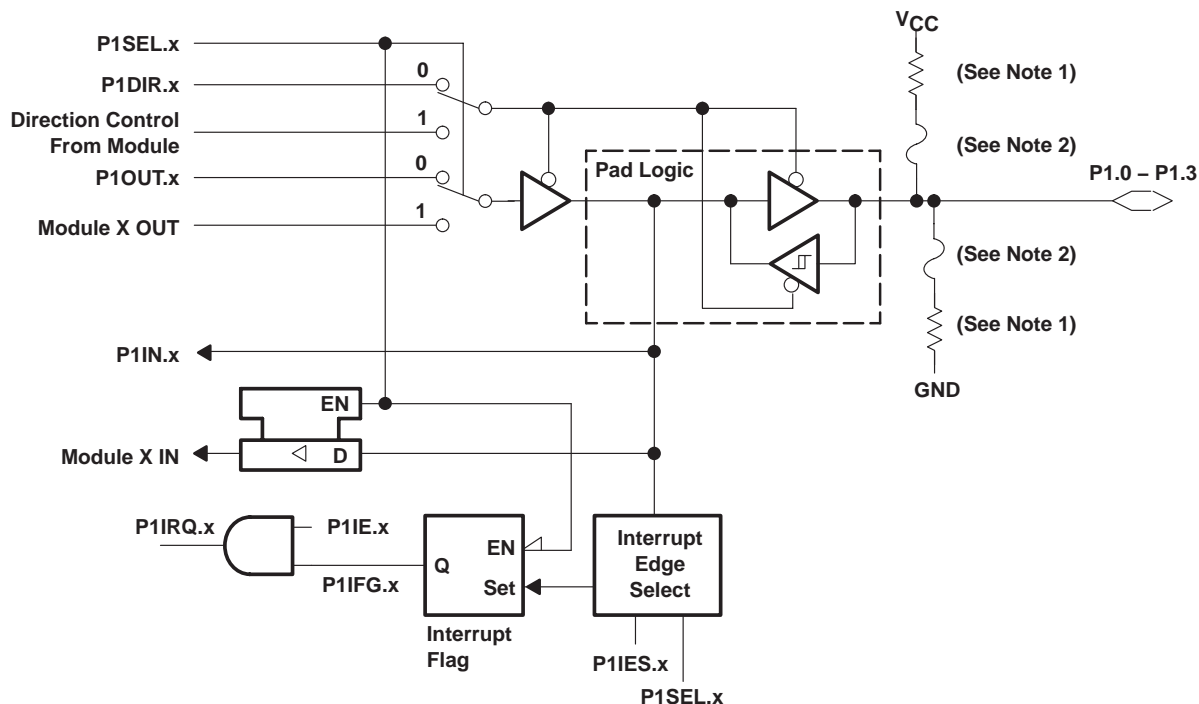 VCC
P1SEL.x
0
P1DIR.x
(See Note 1)
Direction Control
From Module
1
(See Note 2)
0
Pad Logic
P1OUT.x
P1.0 – P1.3
1
Module X OUT
(See Note 2)
(See Note 1)
P1IN.x
GND
EN
Module X IN
D
P1IRQ.x
P1IE.x
EN
Interrupt
Edge
Select
Q
P1IFG.x
Set
Interrupt
Flag
P1IES.x
P1SEL.x